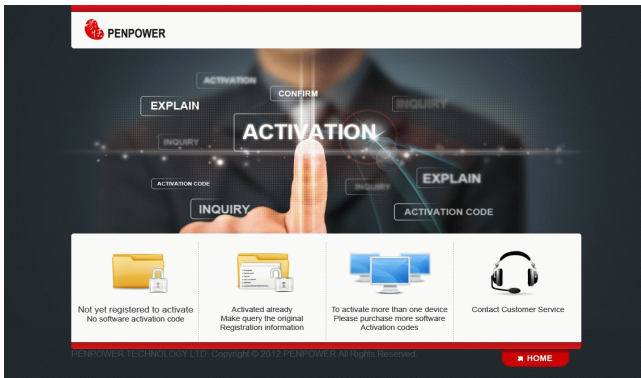 PENPOWER
ACTIVATION
CONFIRM
EXPLAIN
INQUIRY
ACTIVATION
INQUIRY
ACTIVATION CODE
INQUIRY
EXPLAIN
INQUIRY
ACTIVATION CODE
Not yet registered to activate
No software activation code
Activated already
Make query the original
Registration information
To activate more than one device
Please purchase more software
Activation codes
Contact Customer Service
PENPOWER TECHNOLOGY LTD. Copyright © 2012 PENPOWER All Rights Reserved.
HOME